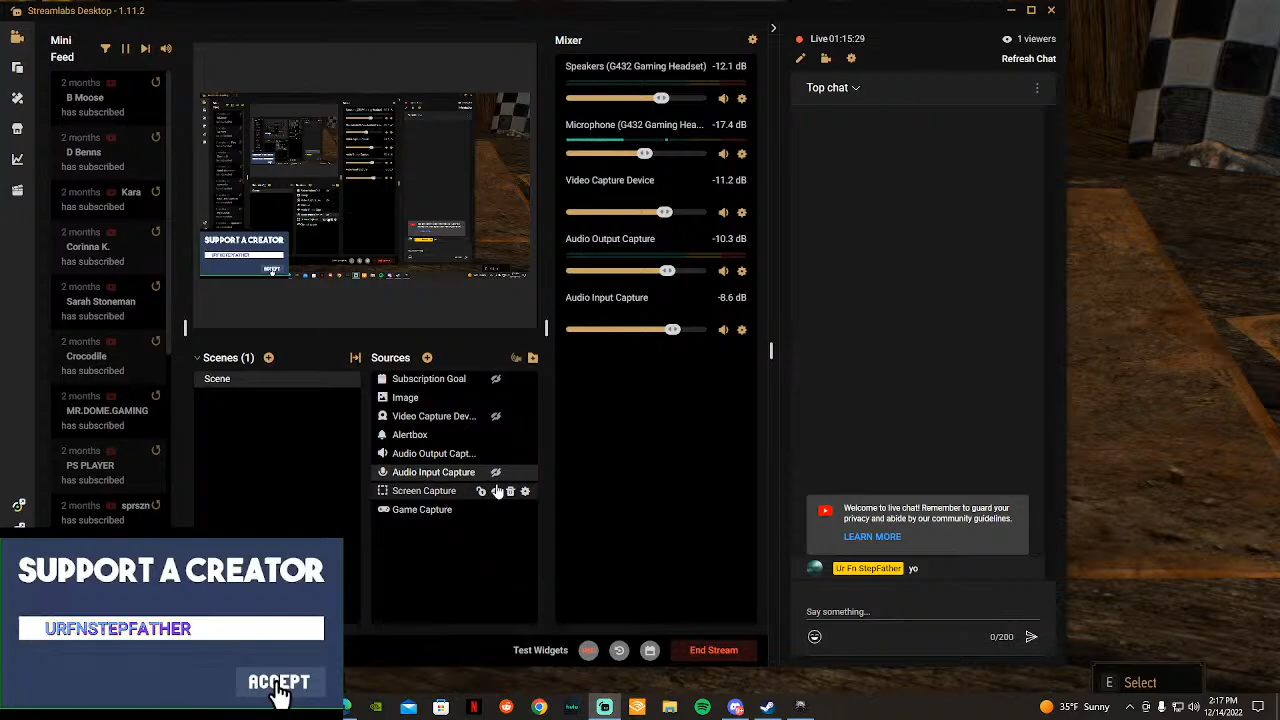 Streamlabs Desktop - 1.11.2
Mini
Feed
2 months
B Moose
has subscribed
2 months
D Benns
has subscribed
2 months Kara
has subscribed
2 months
Corinna K.
has subscribed
2 months
Sarah Stoneman
has subscribed
2 months
Crocodile
has subscribed
2 months
MR.DOME.GAMING
has subscribed
2 months
PS PLAYER
has subscribed
2 months sprszn
has subscribed
SUPPORT A CREATOR
URFNSTEPFATHER
ACCEPT
Scenes (1)
Scene
Sources
Subscription Goal
Image
Video Capture Dev...
Alertbox
Audio Output Capt...
Audio Input Capture
Screen Capture
Game Capture
Mixer
Speakers (G432 Gaming Headset) -12.1 dB
Microphone (G432 Gaming Hea... -17.4 dB
Video Capture Device -11.2 dB
Audio Output Capture -10.3 dB
Audio Input Capture -8.6 dB
Test Widgets
End Stream
Live 01:15:29 1 viewers
Refresh Chat
Top chat
Welcome to live chat! Remember to guard your
privacy and abide by our community guidelines.
LEARN MORE
Ur Fn StepFather yo
Say something...
0/200
SUPPORT A CREATOR
URFNSTEPFATHER
ACCEPT
E Select
hulu
35°F Sunny
2:17 PM
12/14/2022